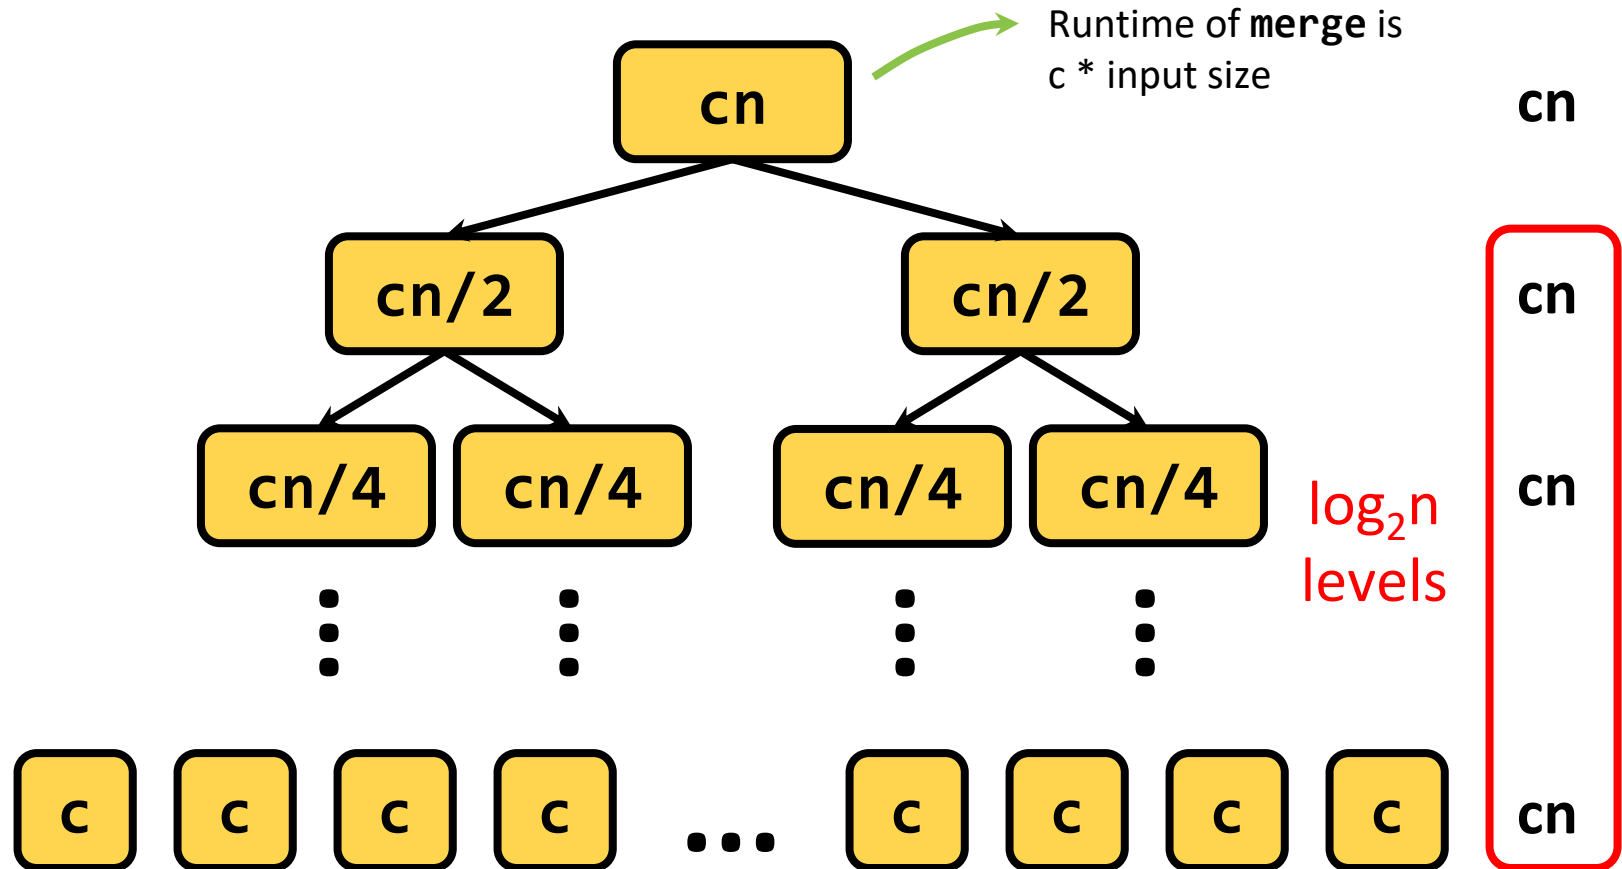 Runtime of merge is
c * input size
cn cn
cn/2 cn/2 cn
cn/4 cn/4 cn/4 cn/4 cn
log₂n
levels
c c c c ... c c c c cn